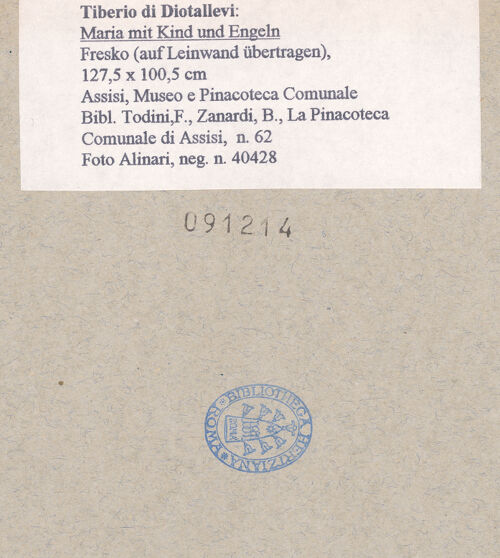 Tiberio di Diotallevi:
Maria mit Kind und Engeln
Fresko (auf Leinwand übertragen),
127,5 x 100,5 cm
Assisi, Museo e Pinacoteca Comunale
Bibl. Todini,F., Zanardi, B., La Pinacoteca
Comunale di Assisi,  n. 62
Foto Alinari, neg. n. 40428
091214
BIBLIOTHECA HERTZIANA ROMA